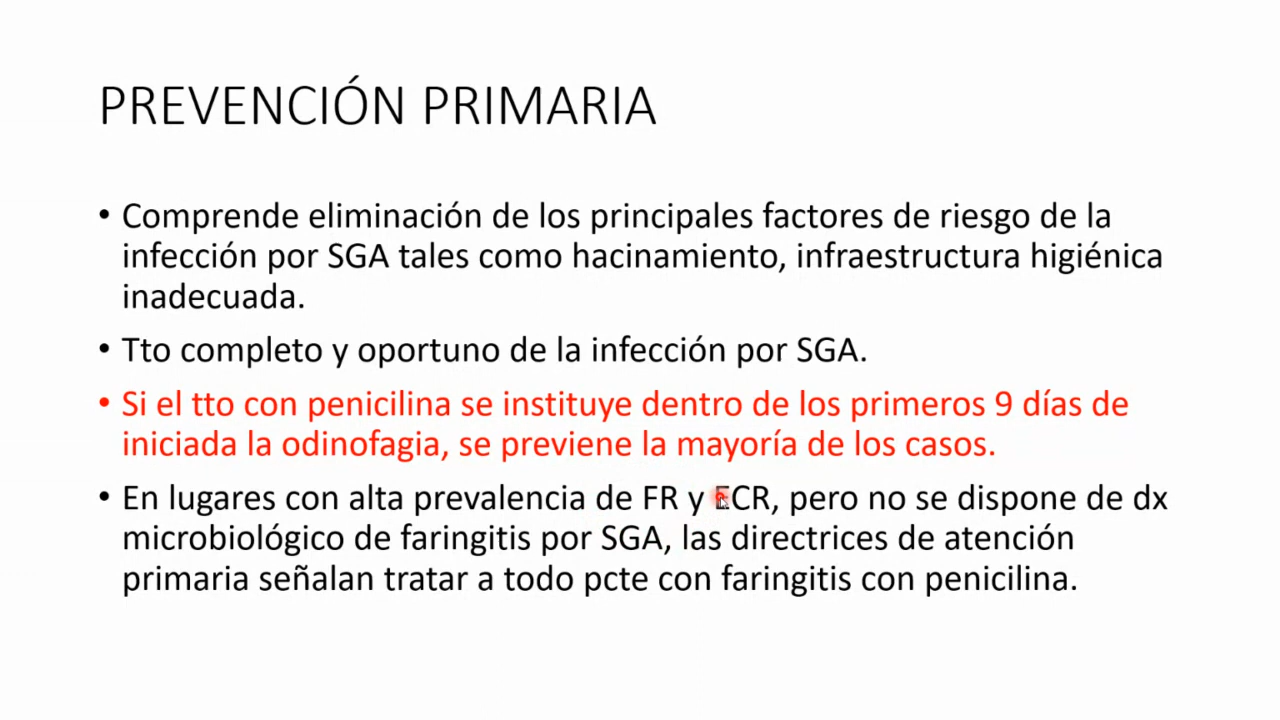 PREVENCIÓN PRIMARIA
• Comprende eliminación de los principales factores de riesgo de la
infección por SGA tales como hacinamiento, infraestructura higiénica
inadecuada.
• Tto completo y oportuno de la infección por SGA.
• Si el tto con penicilina se instituye dentro de los primeros 9 días de
iniciada la odinofagia, se previene la mayoría de los casos.
• En lugares con alta prevalencia de FR y ECR, pero no se dispone de dx
microbiológico de faringitis por SGA, las directrices de atención
primaria señalan tratar a todo pcte con faringitis con penicilina.